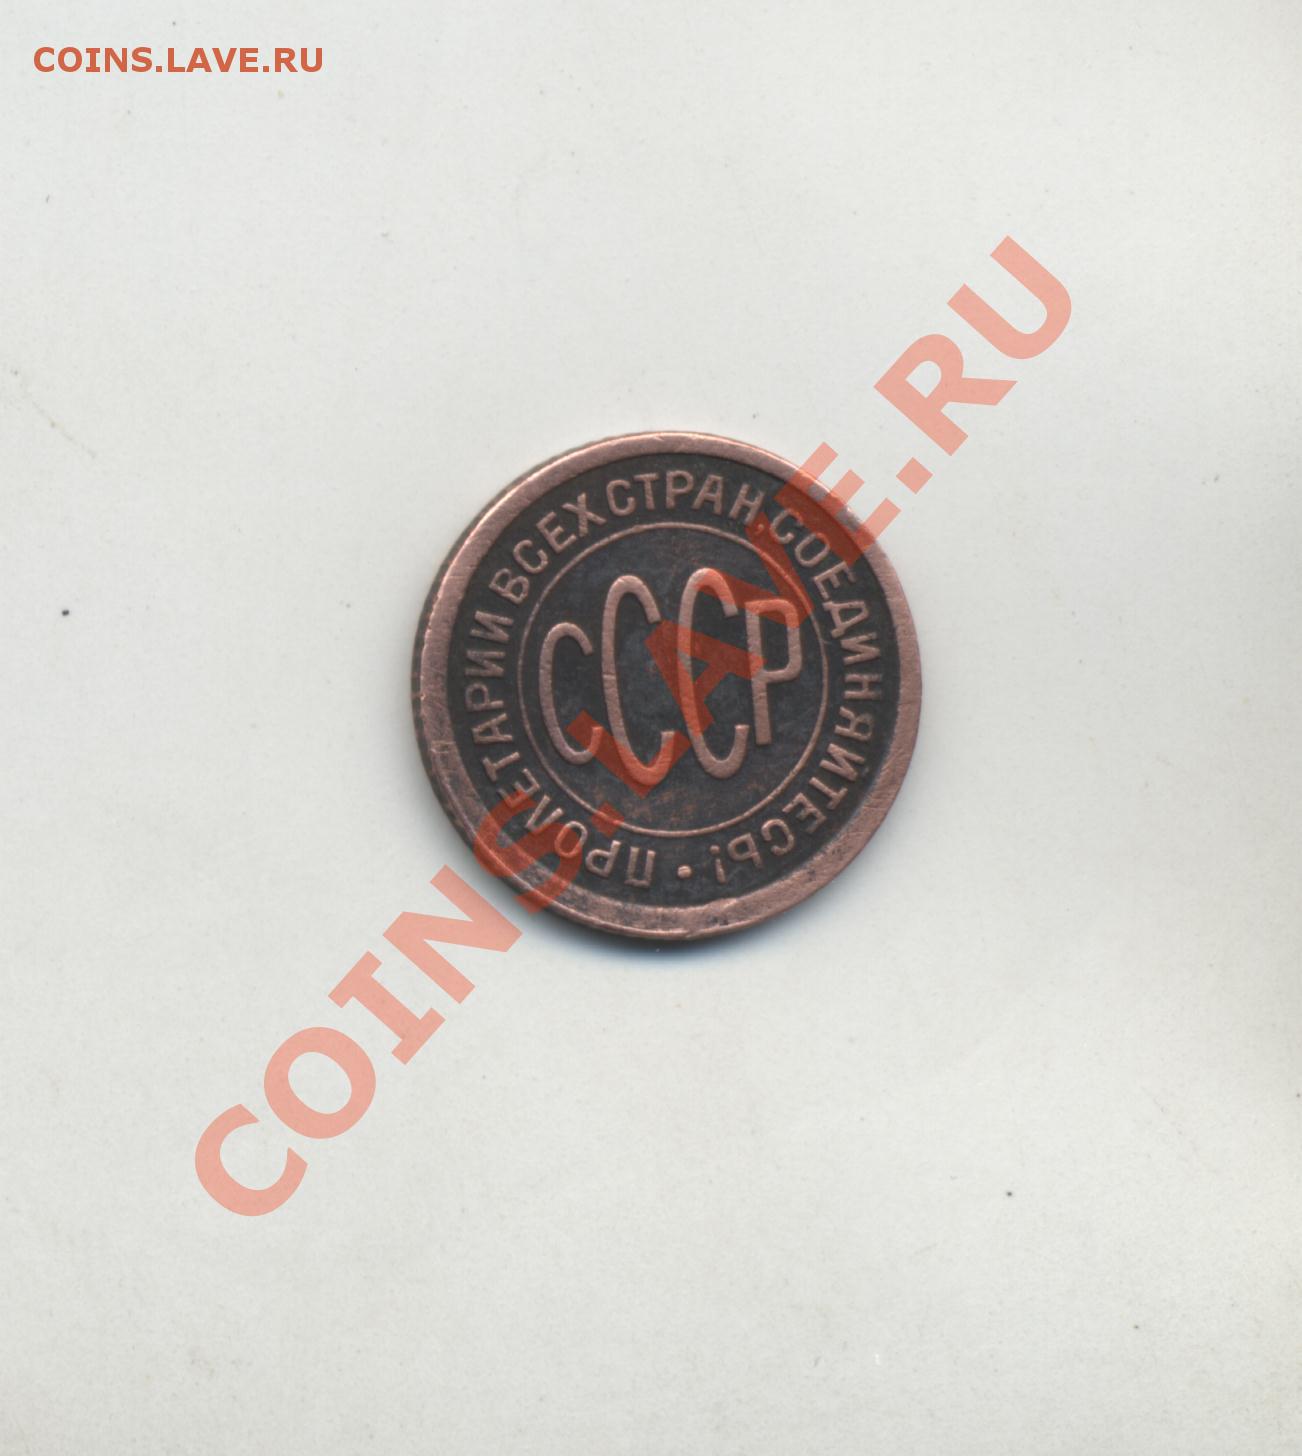 COINS.LAVE.RU
ПРОЛЕТАРИИ ВСЕХ СТРАН, СОЕДИНЯЙТЕСЬ! •
СССР
COINS.LAVE.RU